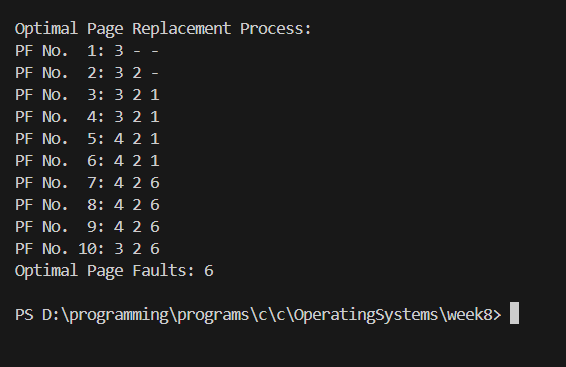 Optimal Page Replacement Process:
PF No.  1: 3 - -
PF No.  2: 3 2 -
PF No.  3: 3 2 1
PF No.  4: 3 2 1
PF No.  5: 4 2 1
PF No.  6: 4 2 1
PF No.  7: 4 2 6
PF No.  8: 4 2 6
PF No.  9: 4 2 6
PF No. 10: 3 2 6
Optimal Page Faults: 6
PS D:\programming\programs\c\c\OperatingSystems\week8>